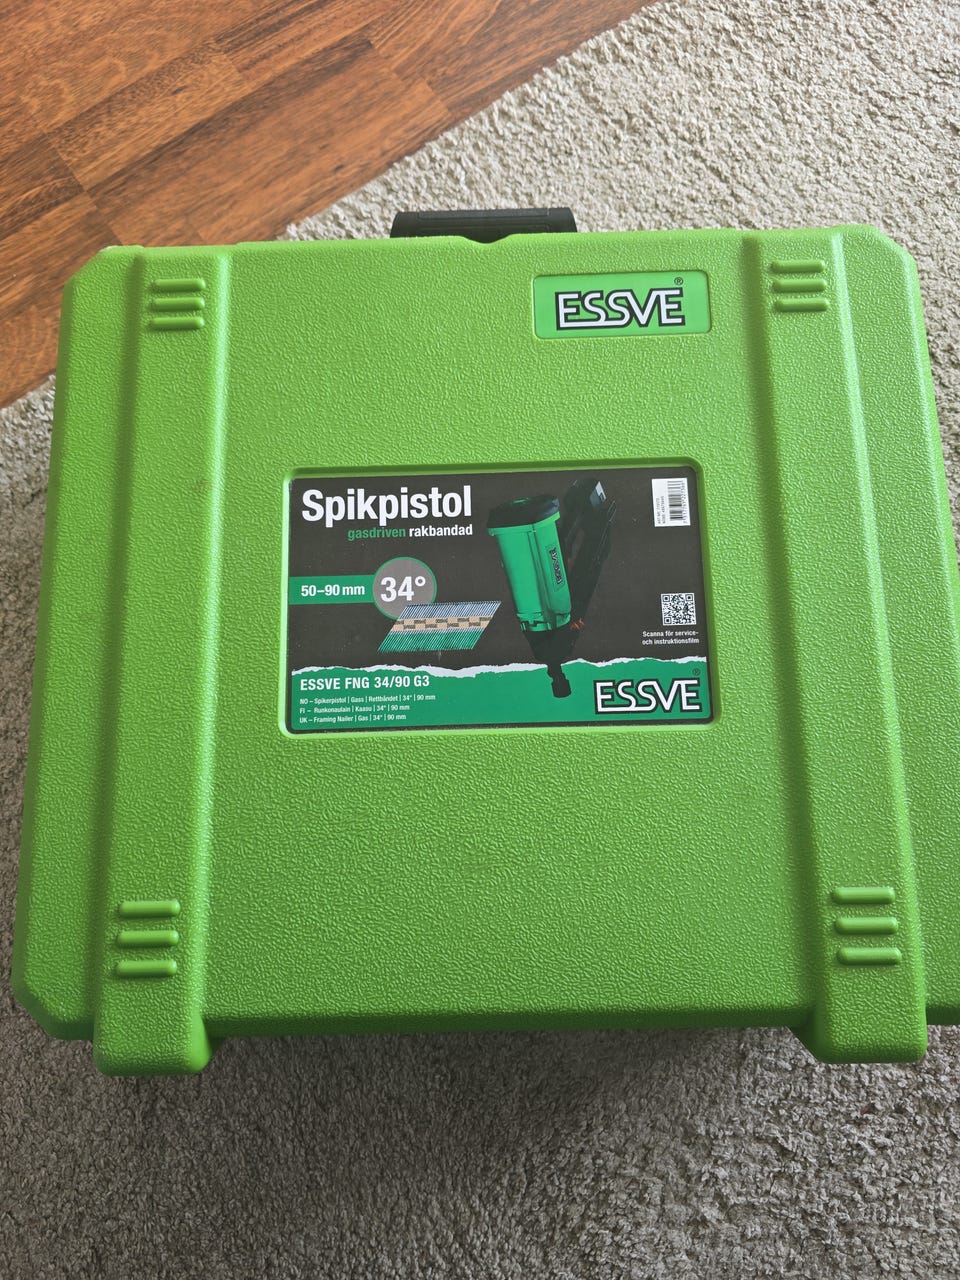 ESSVE®
Spikpistol
gasdriven rakbandad
50–90 mm
34°
ESSVE
Scanna för service-
och instruktionsfilm
ESSVE FNG 34/90 G3
NO – Spikerpistol | Gass | Rettbåndet | 34° | 90 mm
FI – Runkonaulain | Kaasu | 34° | 90 mm
UK – Framing Nailer | Gas | 34° | 90 mm
ESSVE®